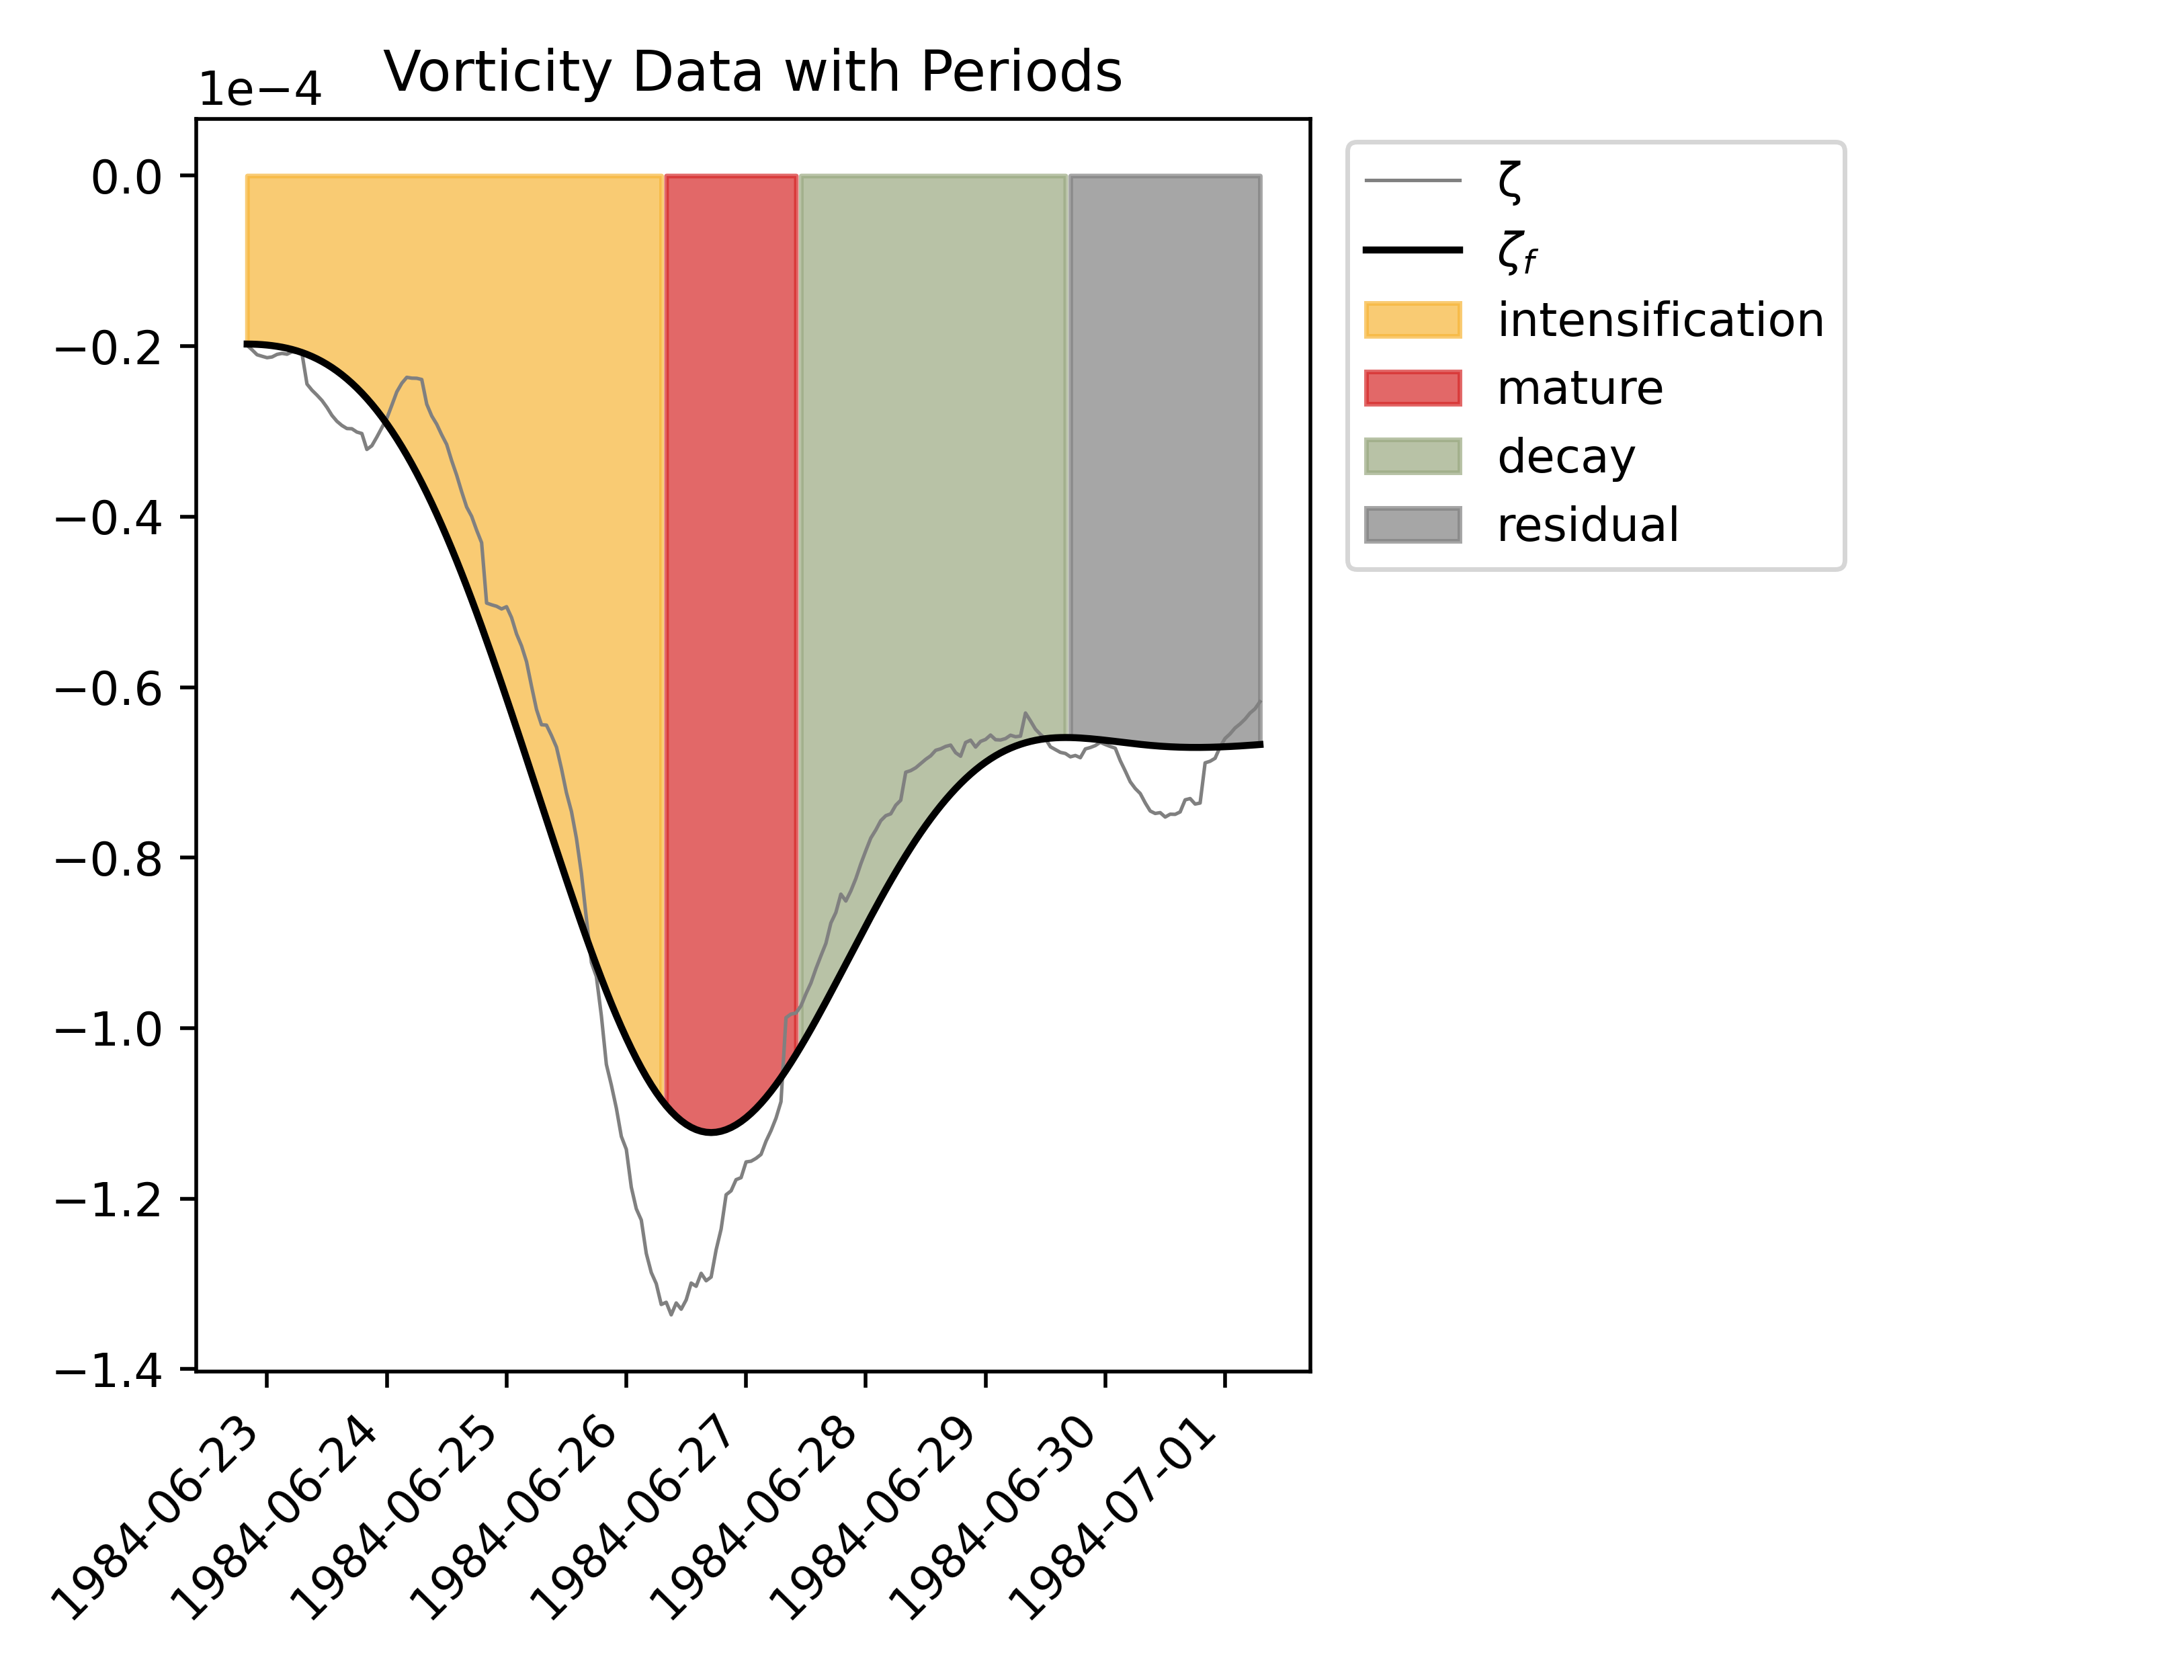 Vorticity Data with Periods
1e−4
0.0
−0.2
−0.4
−0.6
−0.8
−1.0
−1.2
−1.4
1984-06-23
1984-06-24
1984-06-25
1984-06-26
1984-06-27
1984-06-28
1984-06-29
1984-06-30
1984-07-01
ζ
ζf
intensification
mature
decay
residual